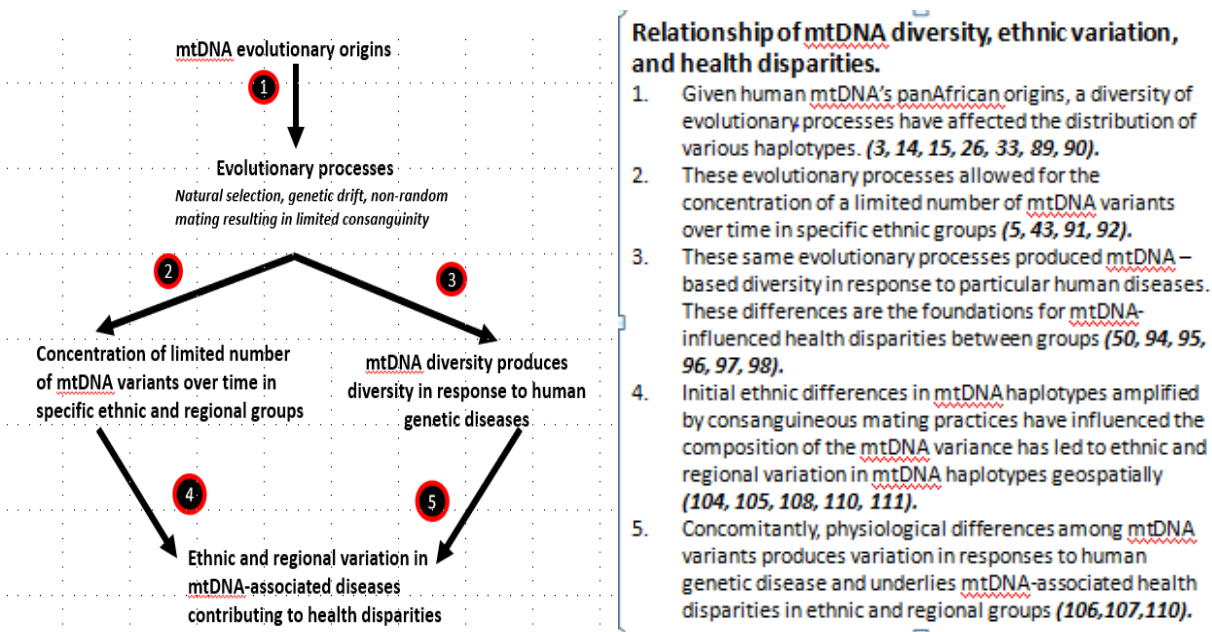 mtDNA evolutionary origins
1
Evolutionary processes
Natural selection, genetic drift, non-random
mating resulting in limited consanguinity
2
3
Concentration of limited number
of mtDNA variants over time in
specific ethnic and regional groups
mtDNA diversity produces
diversity in response to human
genetic diseases
4
5
Ethnic and regional variation in
mtDNA-associated diseases
contributing to health disparities
Relationship of mtDNA diversity, ethnic variation,
and health disparities.
1. Given human mtDNA's panAfrican origins, a diversity of
evolutionary processes have affected the distribution of
various haplotypes. (3, 14, 15, 26, 33, 89, 90).
2. These evolutionary processes allowed for the
concentration of a limited number of mtDNA variants
over time in specific ethnic groups (5, 43, 91, 92).
3. These same evolutionary processes produced mtDNA –
based diversity in response to particular human diseases.
These differences are the foundations for mtDNA-
influenced health disparities between groups (50, 94, 95,
96, 97, 98).
4. Initial ethnic differences in mtDNA haplotypes amplified
by consanguineous mating practices have influenced the
composition of the mtDNA variance has led to ethnic and
regional variation in mtDNA haplotypes geospatially
(104, 105, 108, 110, 111).
5. Concomitantly, physiological differences among mtDNA
variants produces variation in responses to human
genetic disease and underlies mtDNA-associated health
disparities in ethnic and regional groups (106,107,110).